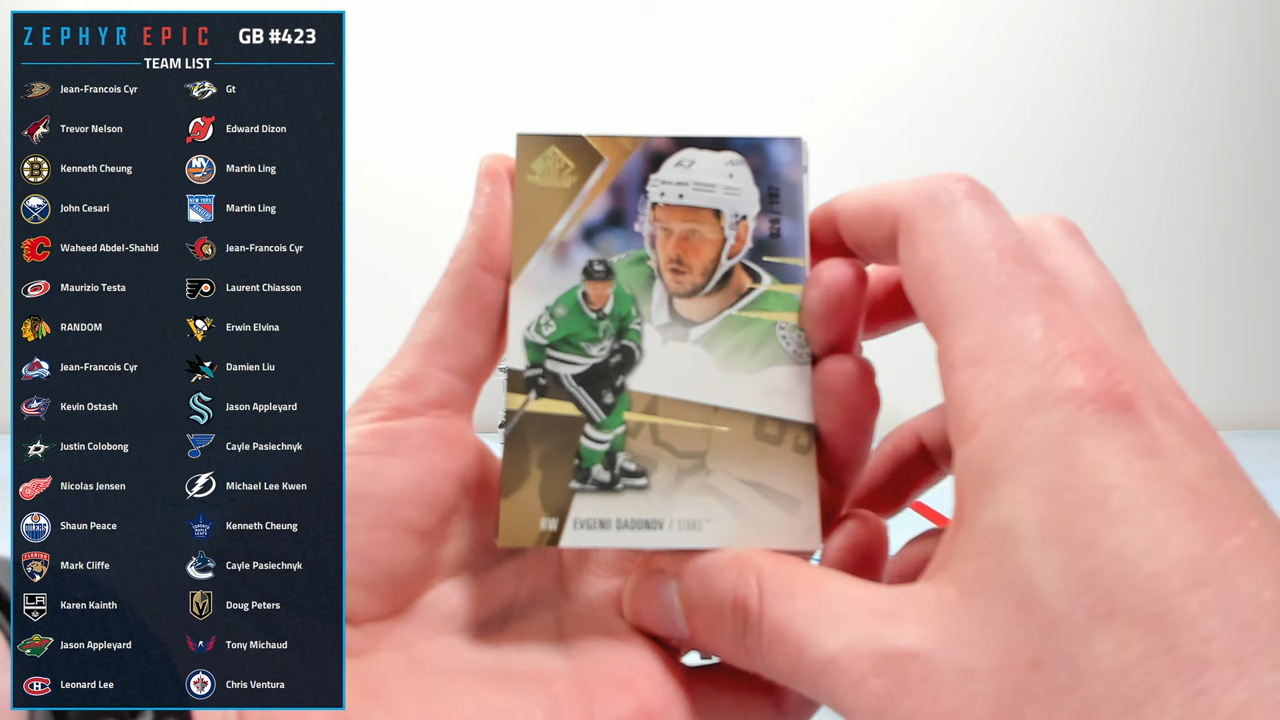 ZEPHYR EPIC GB #423
TEAM LIST
Jean-Francois Cyr
Trevor Nelson
Kenneth Cheung
John Cesari
Waheed Abdel-Shahid
Maurizio Testa
RANDOM
Jean-Francois Cyr
Kevin Ostash
Justin Colobong
Nicolas Jensen
Shaun Peace
Mark Cliffe
Karen Kainth
Jason Appleyard
Leonard Lee
Gt
Edward Dizon
Martin Ling
Martin Ling
Jean-Francois Cyr
Laurent Chiasson
Erwin Elvina
Damien Liu
Jason Appleyard
Cayle Pasiechnyk
Michael Lee Kwen
Kenneth Cheung
Cayle Pasiechnyk
Doug Peters
Tony Michaud
Chris Ventura
SP
63
RW EVGENII DADONOV / STARS